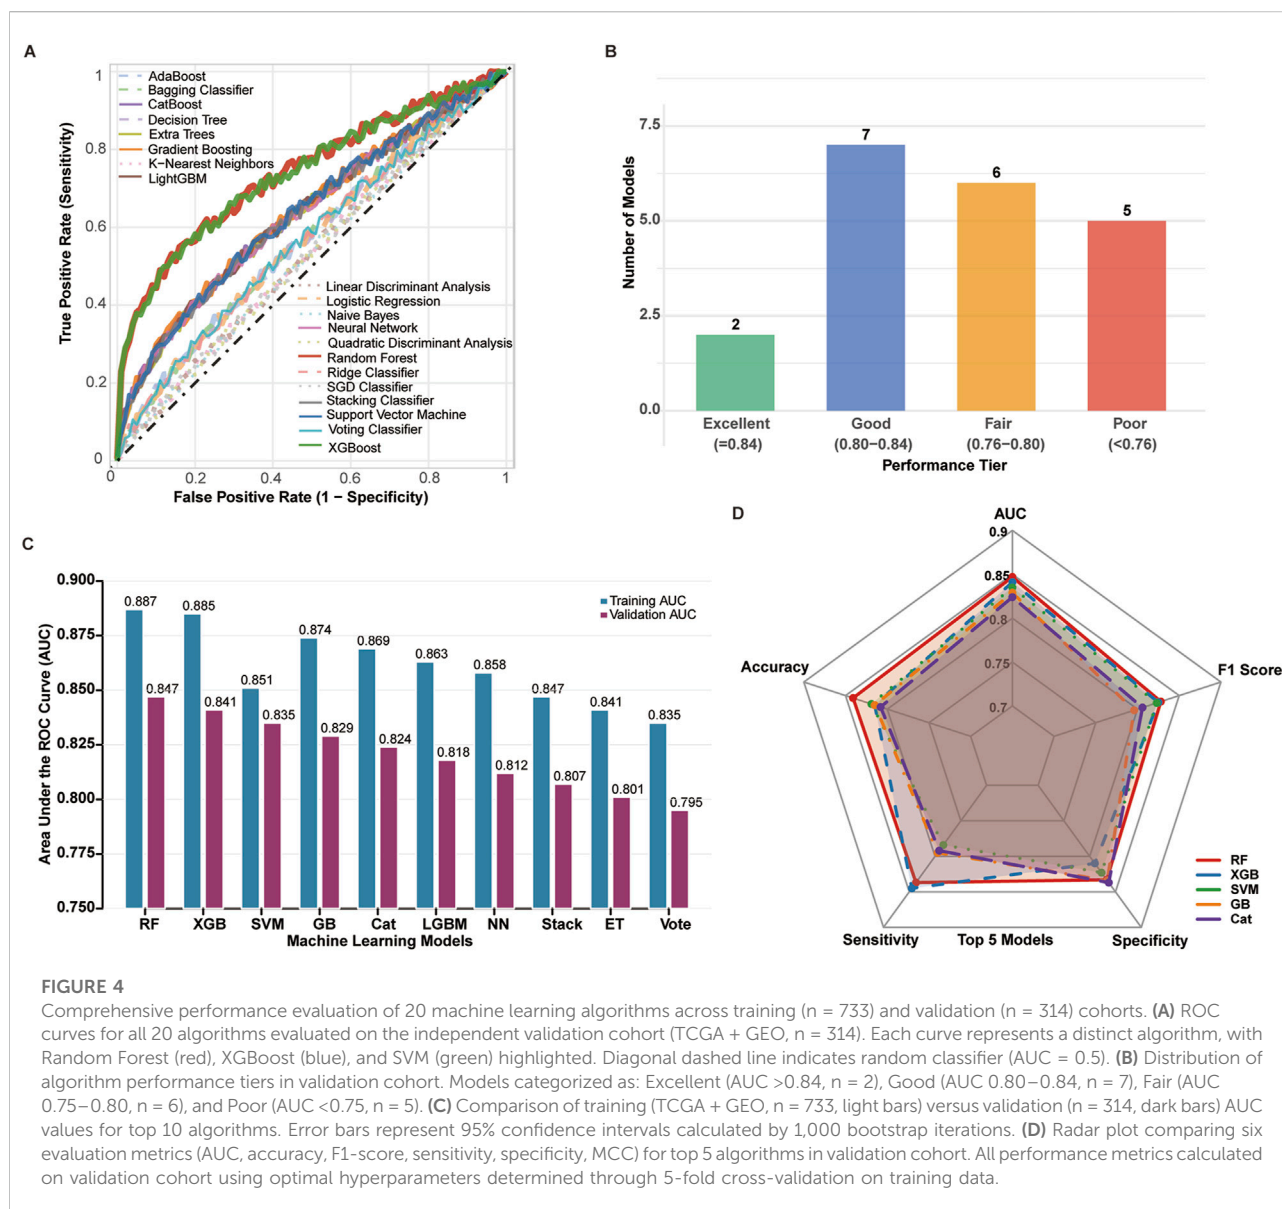 A
True Positive Rate (Sensitivity)
1
0.8
0.6
0.4
0.2
0
AdaBoost
Bagging Classifier
CatBoost
Decision Tree
Extra Trees
Gradient Boosting
K−Nearest Neighbors
LightGBM
Linear Discriminant Analysis
Logistic Regression
Naive Bayes
Neural Network
Quadratic Discriminant Analysis
Random Forest
Ridge Classifier
SGD Classifier
Stacking Classifier
Support Vector Machine
Voting Classifier
XGBoost
0 0.2 0.4 0.6 0.8 1
False Positive Rate (1 − Specificity)
B
Number of Models
7.5
5.0
2.5
0.0
2 7 6 5
Excellent Good Fair Poor
(=0.84) (0.80−0.84) (0.76−0.80) (<0.76)
Performance Tier
C
Area Under the ROC Curve (AUC)
0.900
0.875
0.850
0.825
0.800
0.775
0.750
Training AUC
Validation AUC
0.887 0.885 0.851 0.874 0.869 0.863 0.858 0.847 0.841 0.835
0.847 0.841 0.835 0.829 0.824 0.818 0.812 0.807 0.801 0.795
RF XGB SVM GB Cat LGBM NN Stack ET Vote
Machine Learning Models
D
AUC
0.9
0.85
0.8
0.75
0.7
Accuracy
F1 Score
Sensitivity
Top 5 Models
Specificity
RF
XGB
SVM
GB
Cat
FIGURE 4
Comprehensive performance evaluation of 20 machine learning algorithms across training (n = 733) and validation (n = 314) cohorts. (A) ROC
curves for all 20 algorithms evaluated on the independent validation cohort (TCGA + GEO, n = 314). Each curve represents a distinct algorithm, with
Random Forest (red), XGBoost (blue), and SVM (green) highlighted. Diagonal dashed line indicates random classifier (AUC = 0.5). (B) Distribution of
algorithm performance tiers in validation cohort. Models categorized as: Excellent (AUC >0.84, n = 2), Good (AUC 0.80–0.84, n = 7), Fair (AUC
0.75–0.80, n = 6), and Poor (AUC <0.75, n = 5). (C) Comparison of training (TCGA + GEO, n = 733, light bars) versus validation (n = 314, dark bars) AUC
values for top 10 algorithms. Error bars represent 95% confidence intervals calculated by 1,000 bootstrap iterations. (D) Radar plot comparing six
evaluation metrics (AUC, accuracy, F1-score, sensitivity, specificity, MCC) for top 5 algorithms in validation cohort. All performance metrics calculated
on validation cohort using optimal hyperparameters determined through 5-fold cross-validation on training data.